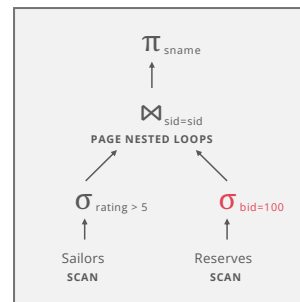 π sname
⋈ sid=sid
PAGE NESTED LOOPS
σ rating > 5 σ bid=100
Sailors Reserves
SCAN SCAN